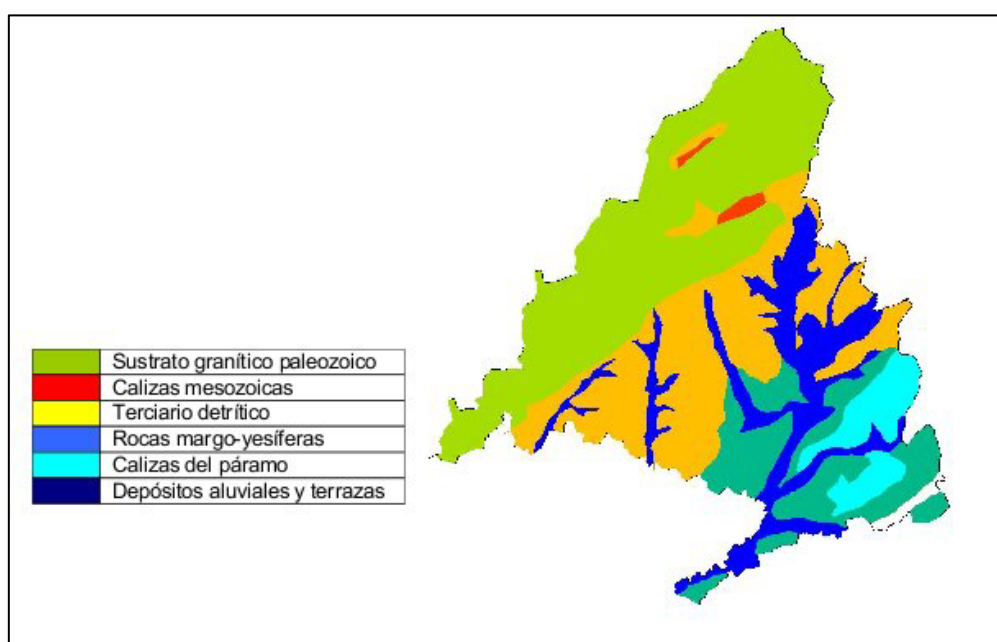 Sustrato granítico paleozoico
Calizas mesozoicas
Terciario detrítico
Rocas margo-yesíferas
Calizas del páramo
Depósitos aluviales y terrazas